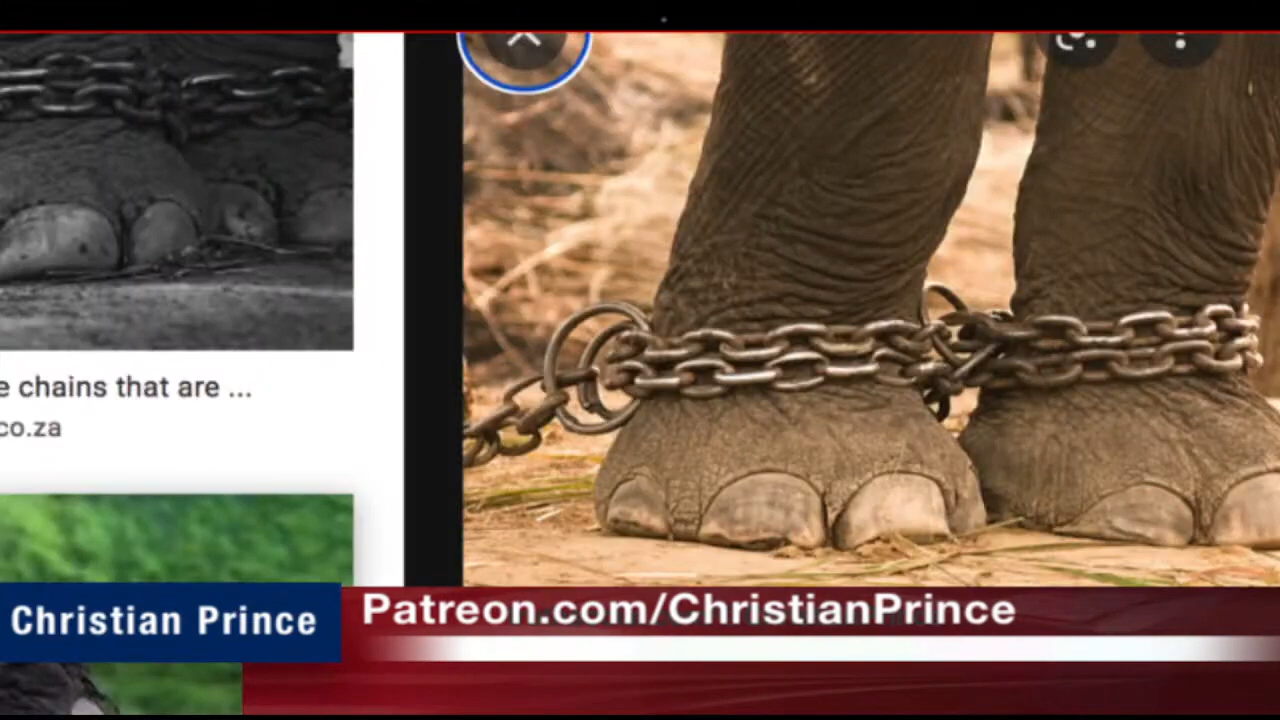 e chains that are ...
co.za
Christian Prince
Patreon.com/ChristianPrince